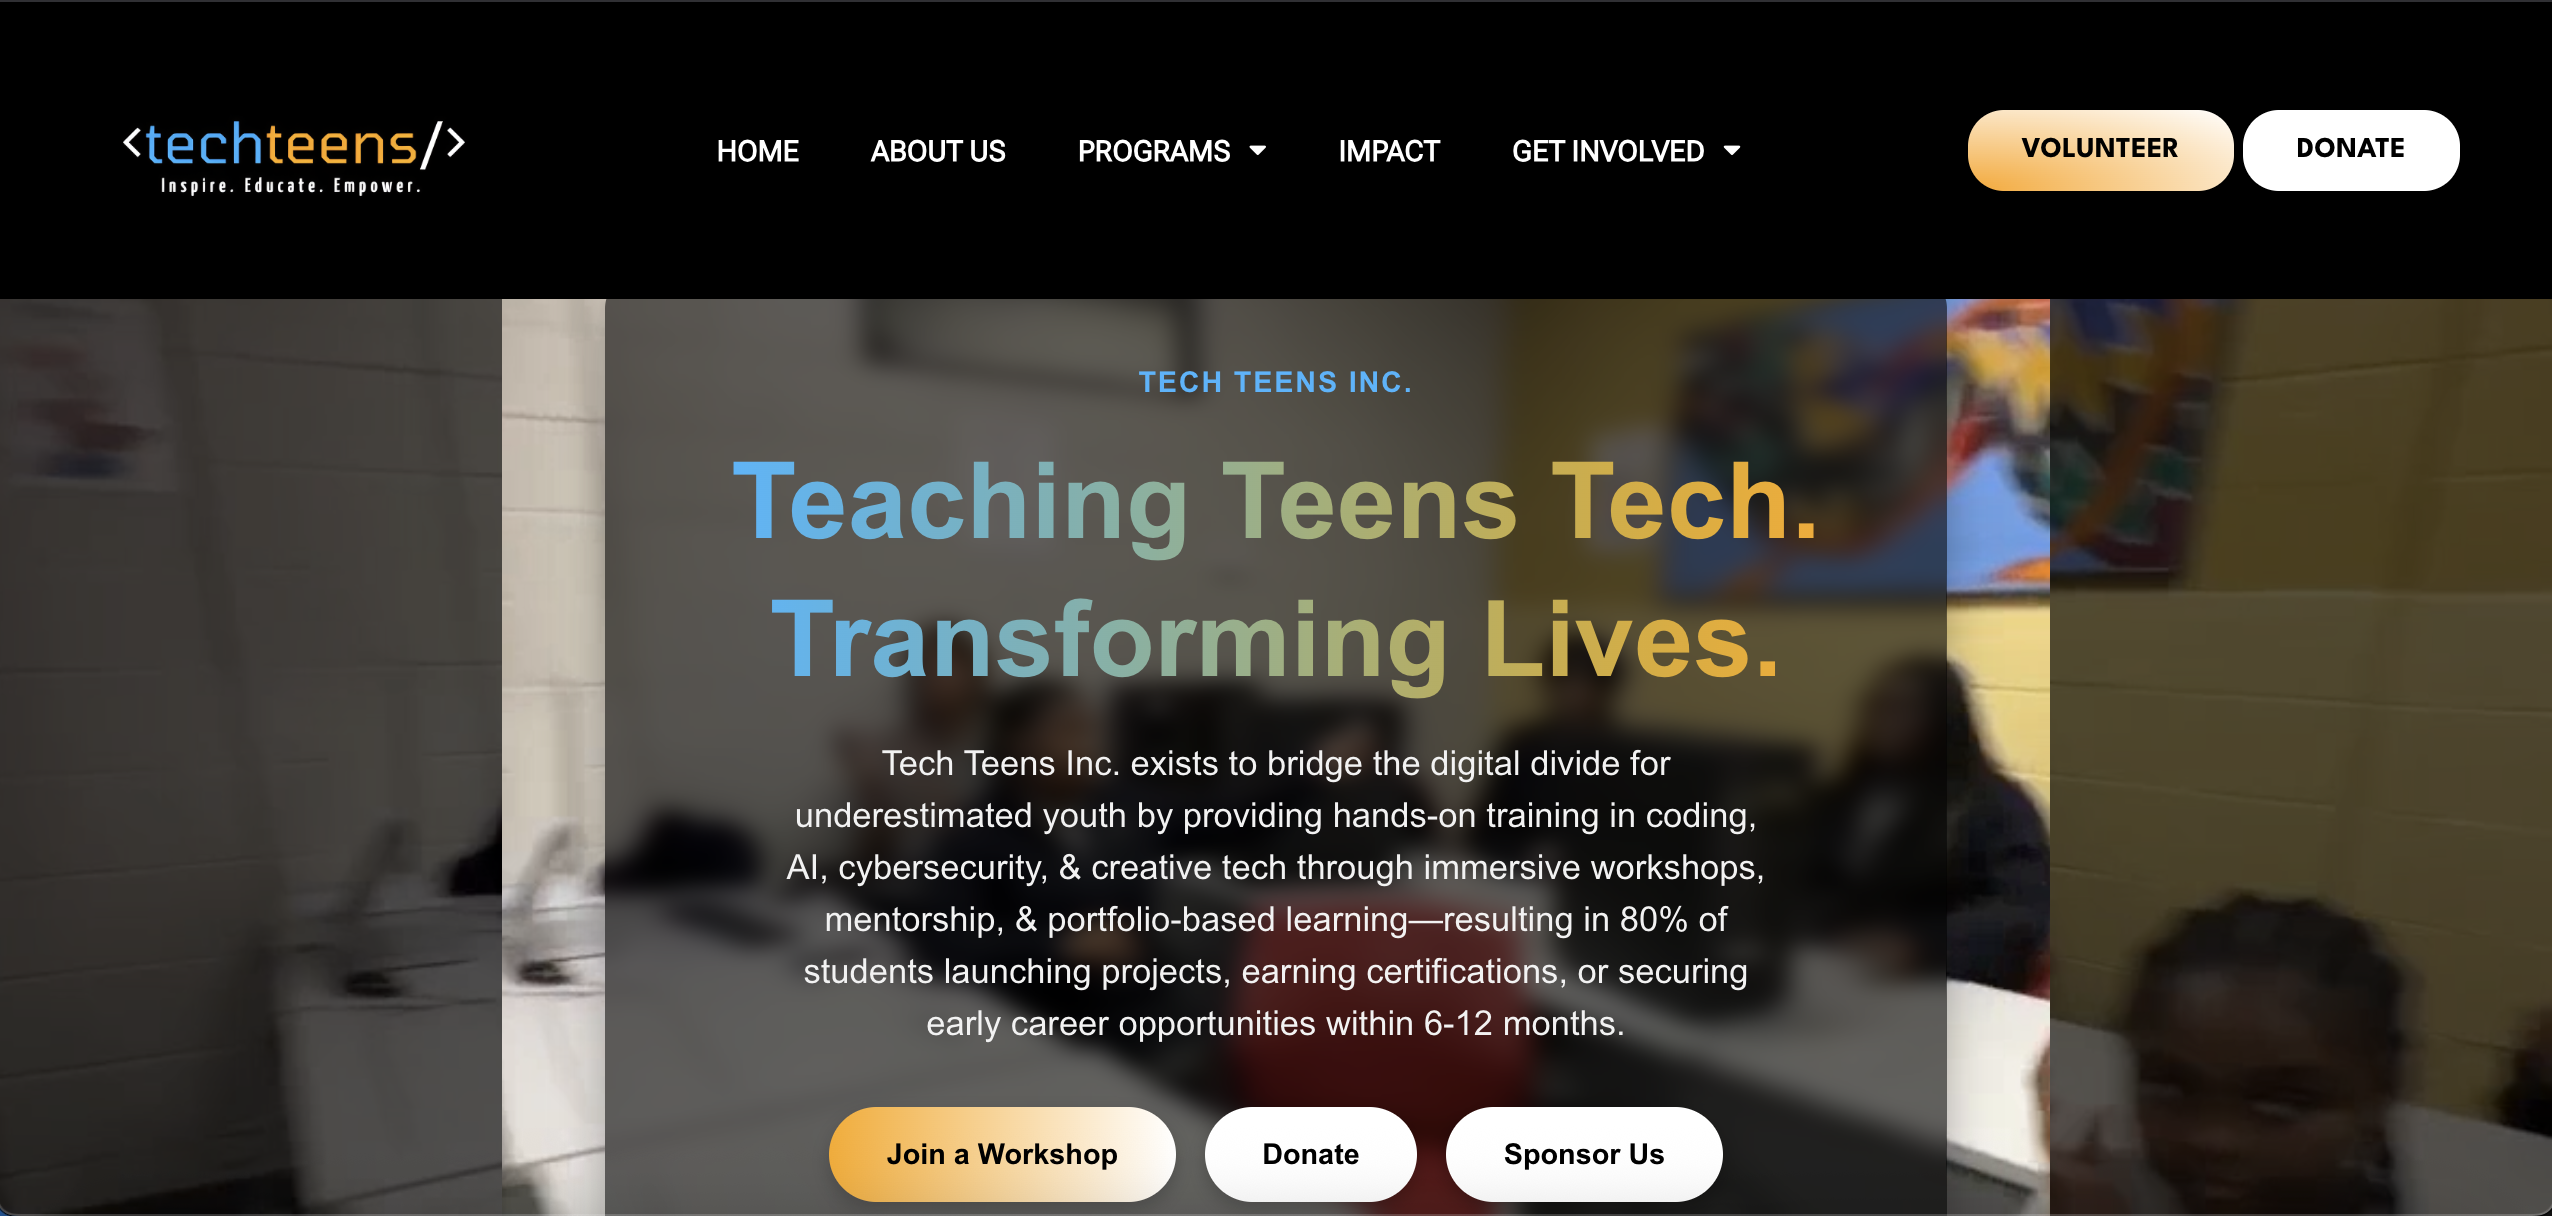 <techteens/>
Inspire. Educate. Empower.
HOME ABOUT US PROGRAMS IMPACT GET INVOLVED
VOLUNTEER DONATE
TECH TEENS INC.
Teaching Teens Tech.
Transforming Lives.
Tech Teens Inc. exists to bridge the digital divide for
underestimated youth by providing hands-on training in coding,
AI, cybersecurity, & creative tech through immersive workshops,
mentorship, & portfolio-based learning—resulting in 80% of
students launching projects, earning certifications, or securing
early career opportunities within 6-12 months.
Join a Workshop Donate Sponsor Us